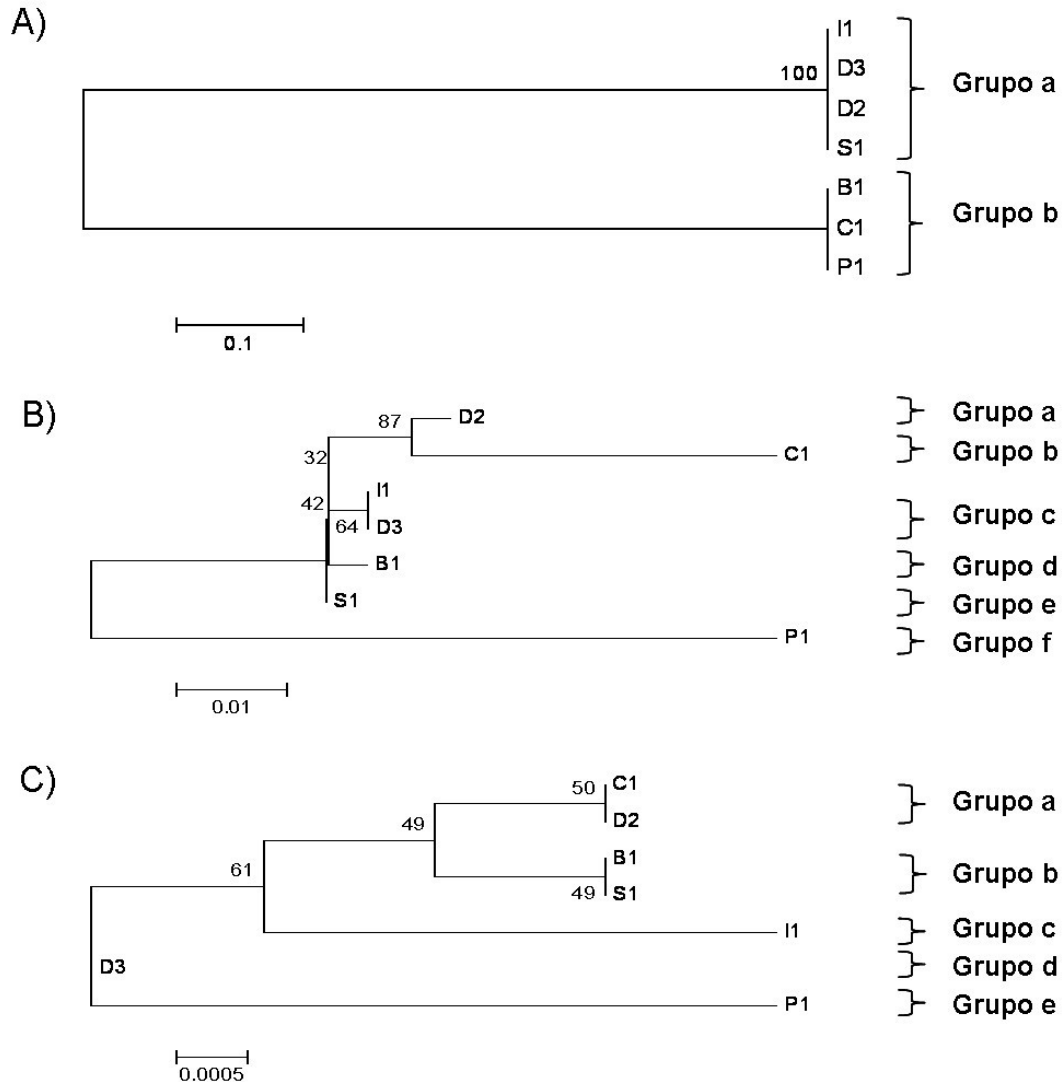 A)
I1
100
D3
Grupo a
D2
S1
B1
C1
Grupo b
P1
0.1
B)
87
D2
Grupo a
32
C1
Grupo b
42
I1
64
D3
Grupo c
B1
Grupo d
S1
Grupo e
P1
Grupo f
0.01
C)
50
C1
D2
Grupo a
49
B1
Grupo b
61
49
S1
I1
Grupo c
D3
Grupo d
P1
Grupo e
0.0005